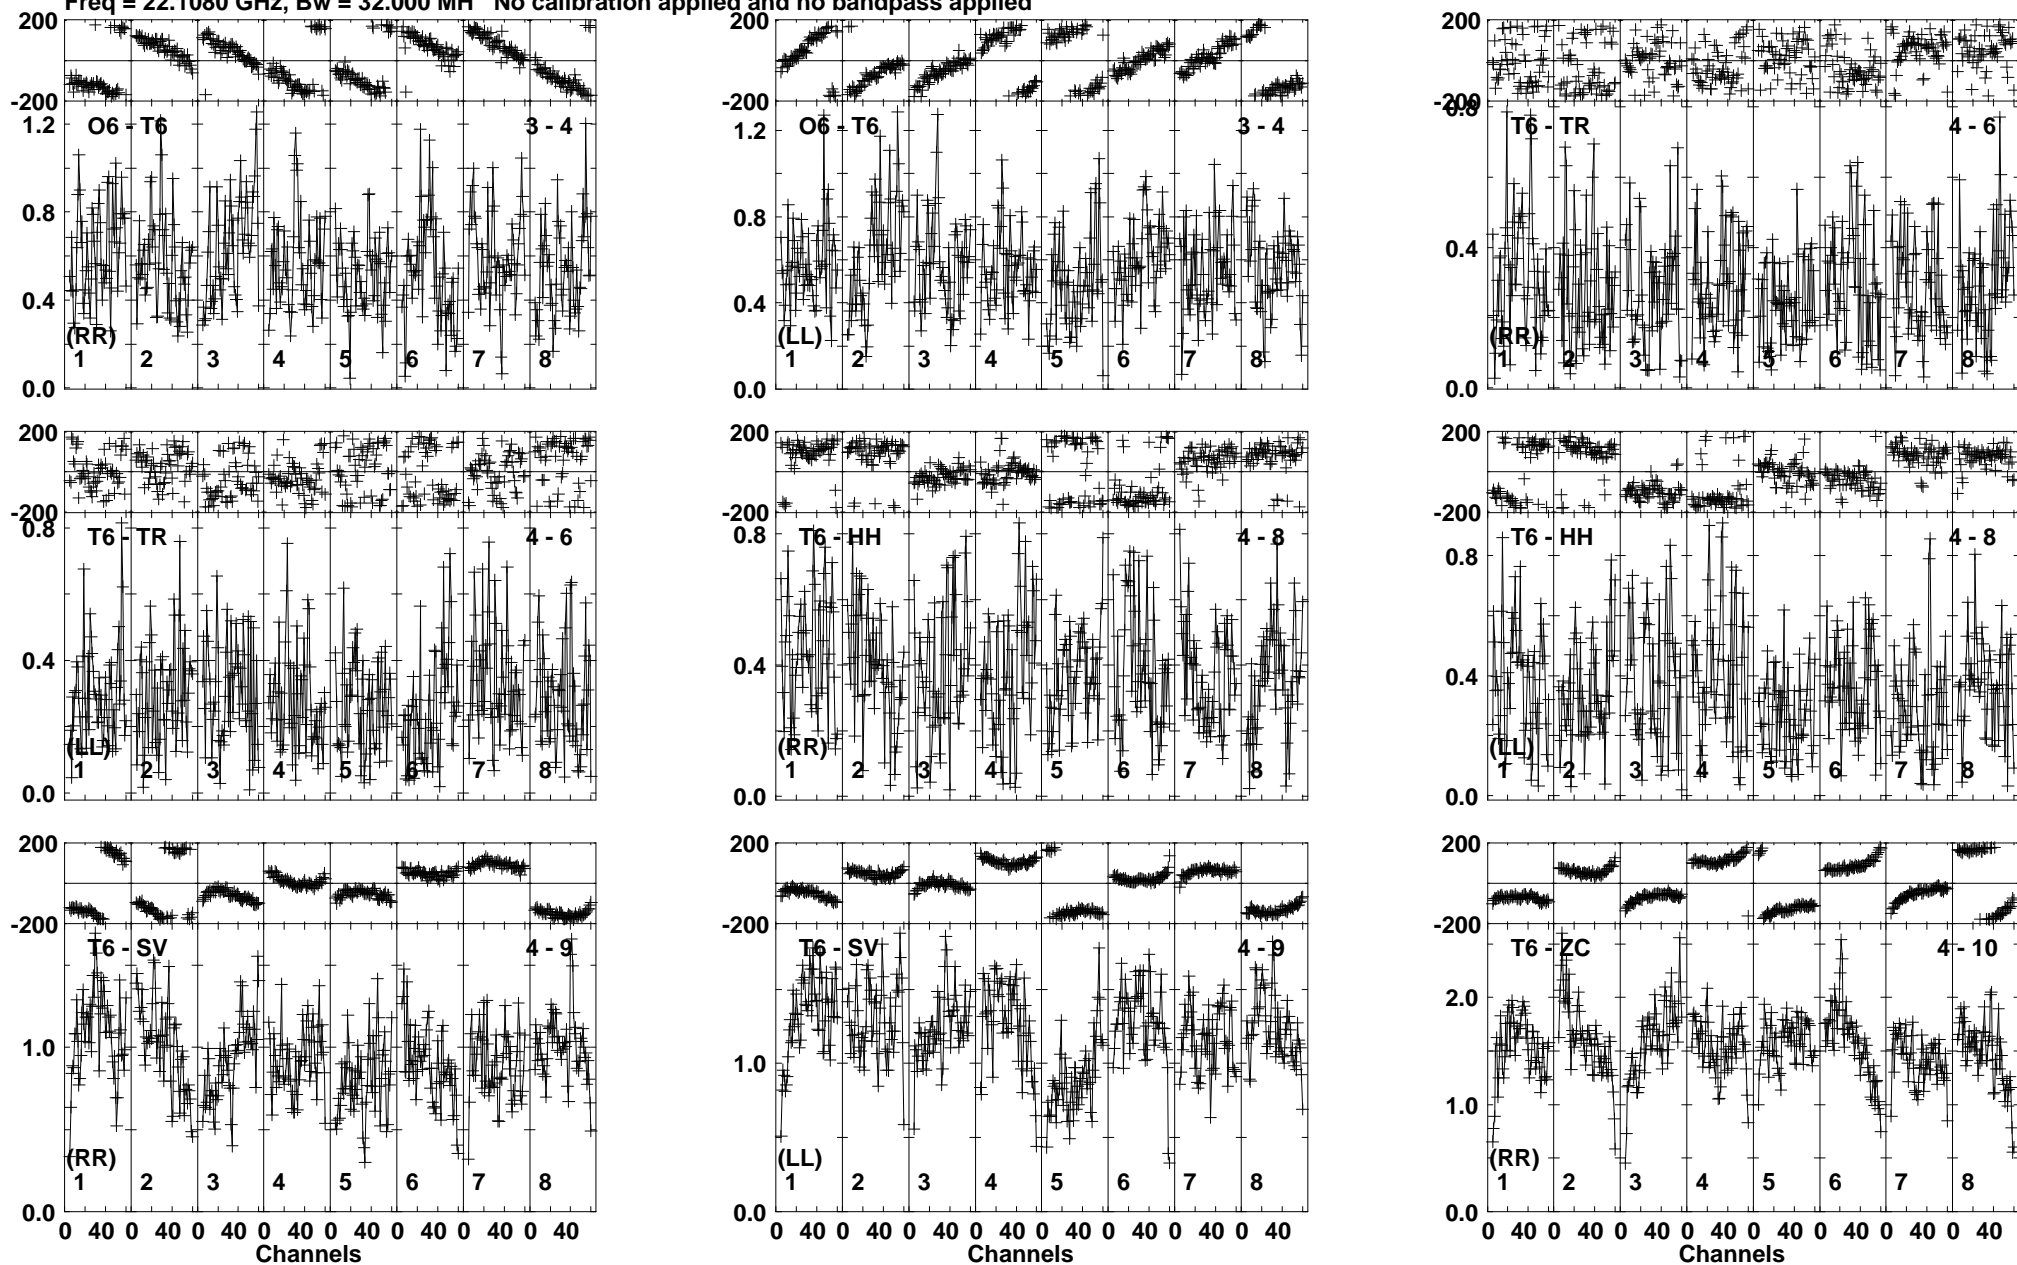 Freq = 22.1080 GHz, Bw = 32.000 MH No calibration applied and no bandpass applied
200 200 200
-200 -200 -200
O6 - T6 3 - 4 O6 - T6 3 - 4 T6 - TR 4 - 6
1.2 1.2 0.8
0.8 0.8 0.4
0.4 0.4
(RR) (LL) (RR)
1 2 3 4 5 6 7 8 1 2 3 4 5 6 7 8 1 2 3 4 5 6 7 8
0.0 0.0 0.0
200 200 200
-200 -200 -200
T6 - TR 4 - 6 T6 - HH 4 - 8 T6 - HH 4 - 8
0.8 0.8 0.8
0.4 0.4 0.4
(LL) (RR) (LL)
1 2 3 4 5 6 7 8 1 2 3 4 5 6 7 8 1 2 3 4 5 6 7 8
0.0 0.0 0.0
200 200 200
-200 -200 -200
T6 - SV 4 - 9 T6 - SV 4 - 9 T6 - ZC 4 - 10
2.0
1.0 1.0 1.0
(RR) (LL) (RR)
1 2 3 4 5 6 7 8 1 2 3 4 5 6 7 8 1 2 3 4 5 6 7 8
0.0 0.0 0.0
0 40 0 40 0 40 0 40 0 40 0 40 0 40 0 40 0 40 0 40 0 40 0 40 0 40 0 40 0 40 0 40 0 40 0 40 0 40 0 40 0 40 0 40 0 40 0 40
Channels Channels Channels